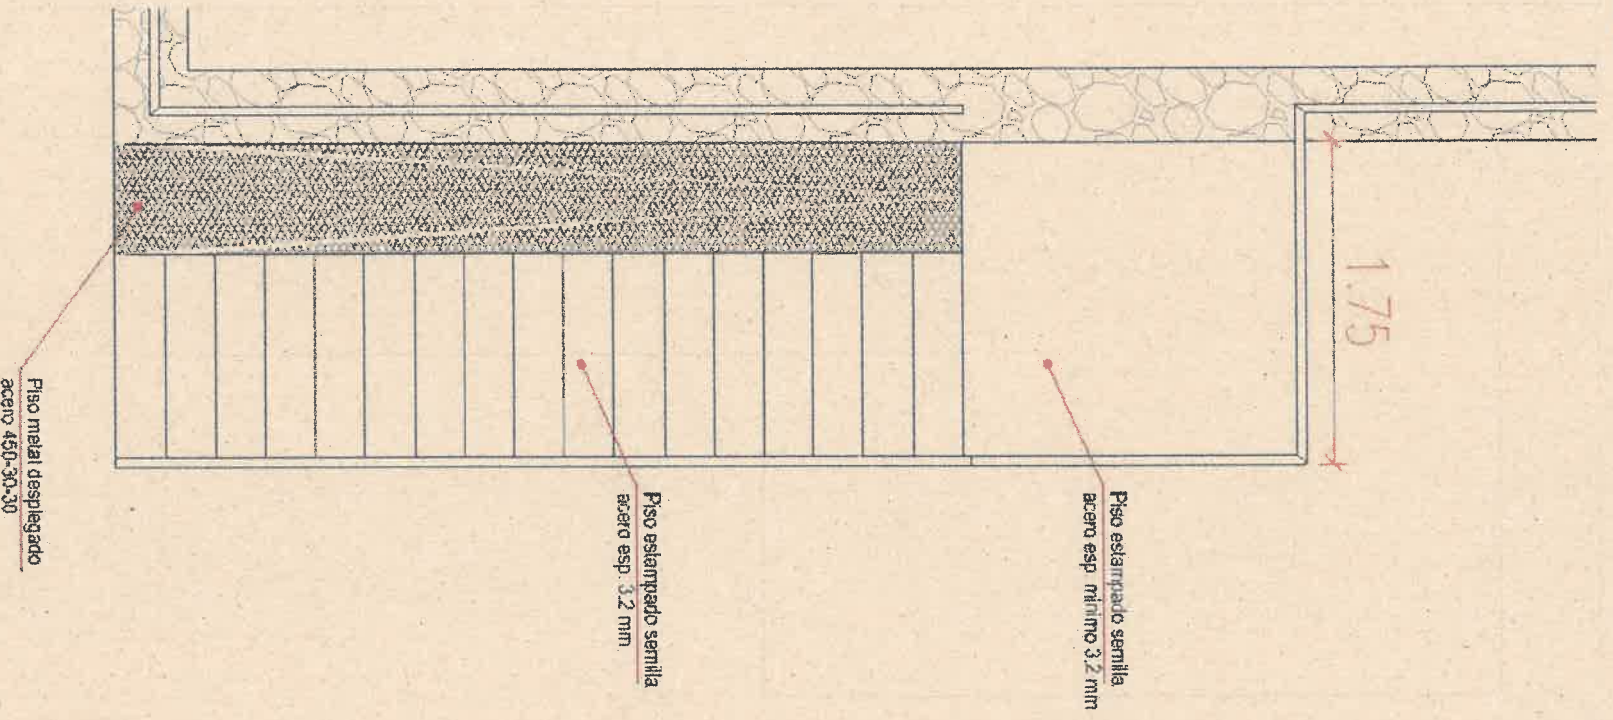 1.75
Piso estampado semilla
acero esp. minimo 3.2 mm
Piso estampado semilla
acero esp. 3.2 mm
Piso metal desplegado
acero 450-30-30